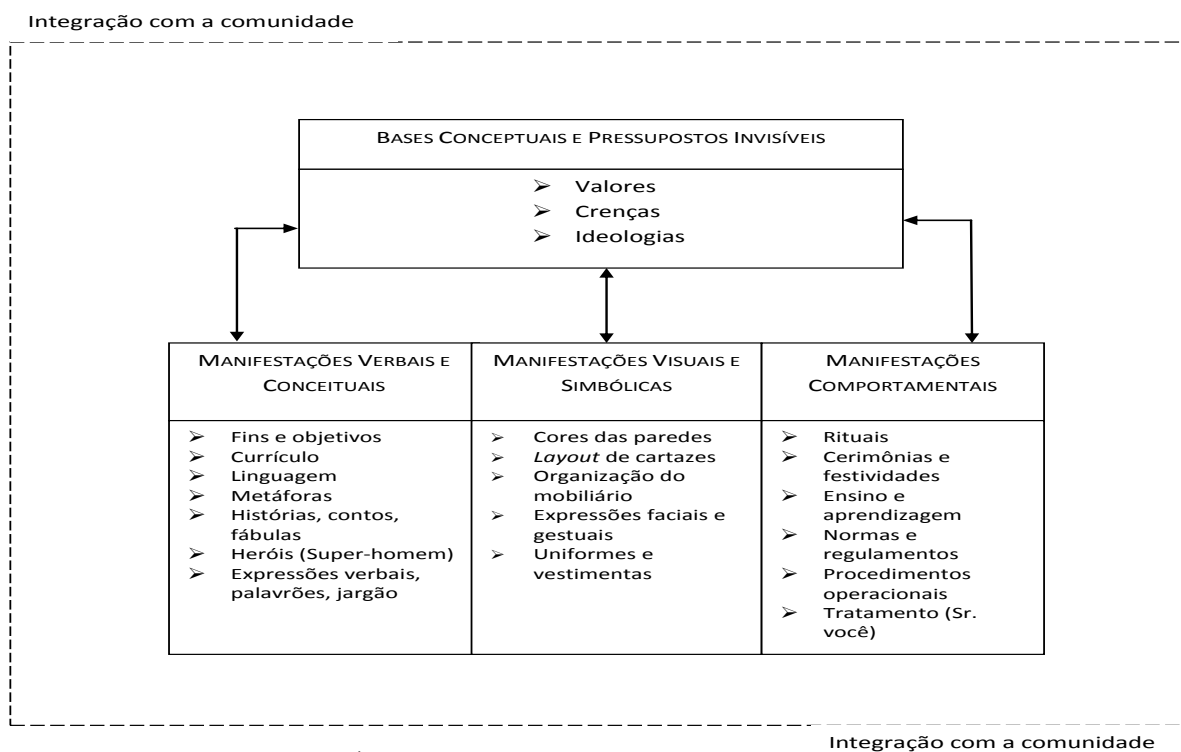 Integração com a comunidade
BASES CONCEPTUAIS E PRESSUPOSTOS INVISÍVEIS
➢ Valores
➢ Crenças
➢ Ideologias
MANIFESTAÇÕES VERBAIS E
CONCEITUAIS
➢ Fins e objetivos
➢ Currículo
➢ Linguagem
➢ Metáforas
➢ Histórias, contos,
fábulas
➢ Heróis (Super-homem)
➢ Expressões verbais,
palavrões, jargão
MANIFESTAÇÕES VISUAIS E
SIMBÓLICAS
➢ Cores das paredes
➢ Layout de cartazes
➢ Organização do
mobiliário
➢ Expressões faciais e
gestuais
➢ Uniformes e
vestimentas
MANIFESTAÇÕES
COMPORTAMENTAIS
➢ Rituais
➢ Cerimônias e
festividades
➢ Ensino e
aprendizagem
➢ Normas e
regulamentos
➢ Procedimentos
operacionais
➢ Tratamento (Sr.
você)
Integração com a comunidade